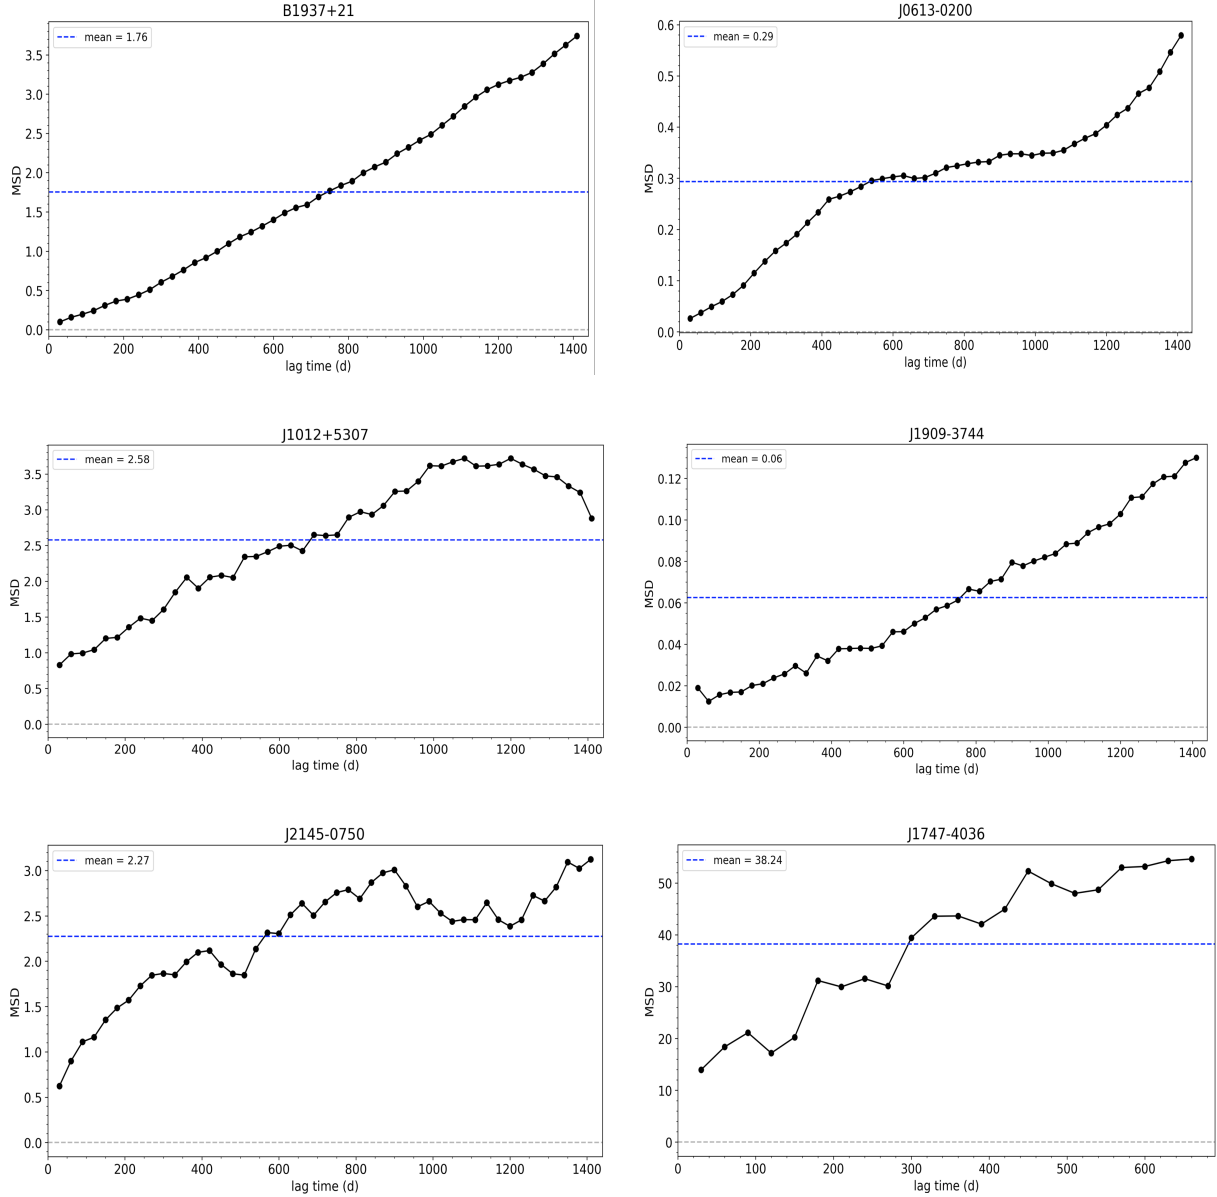 B1937+21
mean = 1.76
3.5
3.0
2.5
2.0
1.5
1.0
0.5
0.0
MSD
0 200 400 600 800 1000 1200 1400
lag time (d)
J0613-0200
mean = 0.29
0.6
0.5
0.4
0.3
0.2
0.1
0.0
MSD
0 200 400 600 800 1000 1200 1400
lag time (d)
J1012+5307
mean = 2.58
3.5
3.0
2.5
2.0
1.5
1.0
0.5
0.0
MSD
0 200 400 600 800 1000 1200 1400
lag time (d)
J1909-3744
mean = 0.06
0.12
0.10
0.08
0.06
0.04
0.02
0.00
MSD
0 200 400 600 800 1000 1200 1400
lag time (d)
J2145-0750
mean = 2.27
3.0
2.5
2.0
1.5
1.0
0.5
0.0
MSD
0 200 400 600 800 1000 1200 1400
lag time (d)
J1747-4036
mean = 38.24
50
40
30
20
10
0
MSD
0 100 200 300 400 500 600
lag time (d)